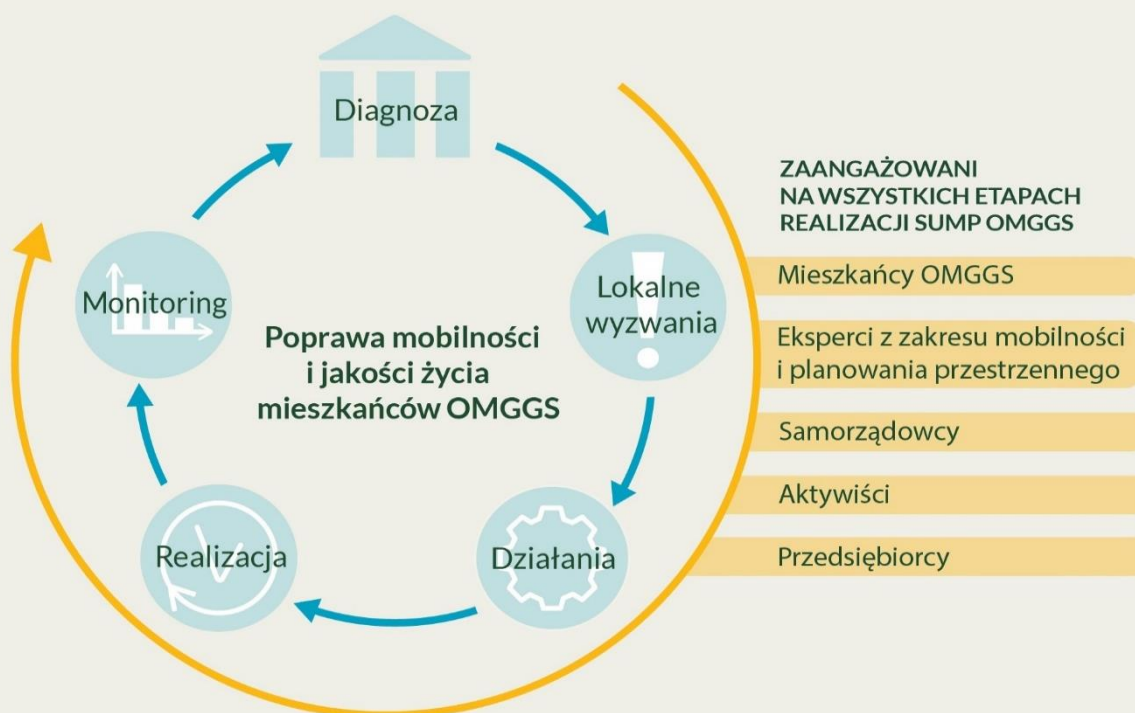 Diagnoza
Lokalne
wyzwania
Działania
Realizacja
Monitoring
Poprawa mobilności
i jakości życia
mieszkańców OMGGS
ZAANGAŻOWANI
NA WSZYSTKICH ETAPACH
REALIZACJI SUMP OMGGS
Mieszkańcy OMGGS
Eksperci z zakresu mobilności
i planowania przestrzennego
Samorządowcy
Aktywiści
Przedsiębiorcy